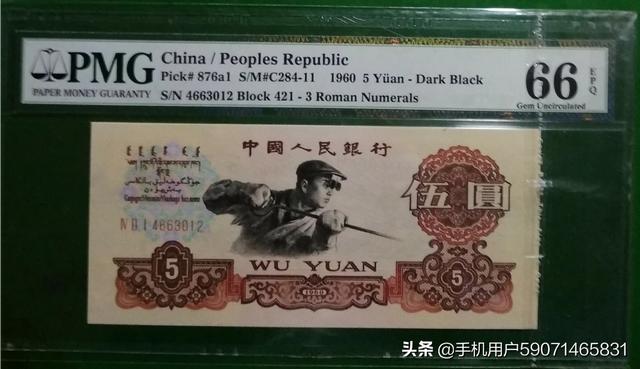 PMG
PAPER MONEY GUARANTY
China / Peoples Republic
Pick# 876a1 S/M#C284-11 1960 5 Yüan - Dark Black
S/N 4663012 Block 421 - 3 Roman Numerals
66
EPQ
Gem Uncirculated
中國人民銀行
伍圓
4663012
5
WU YUAN
1960
5
头条 @手机用户59071465831